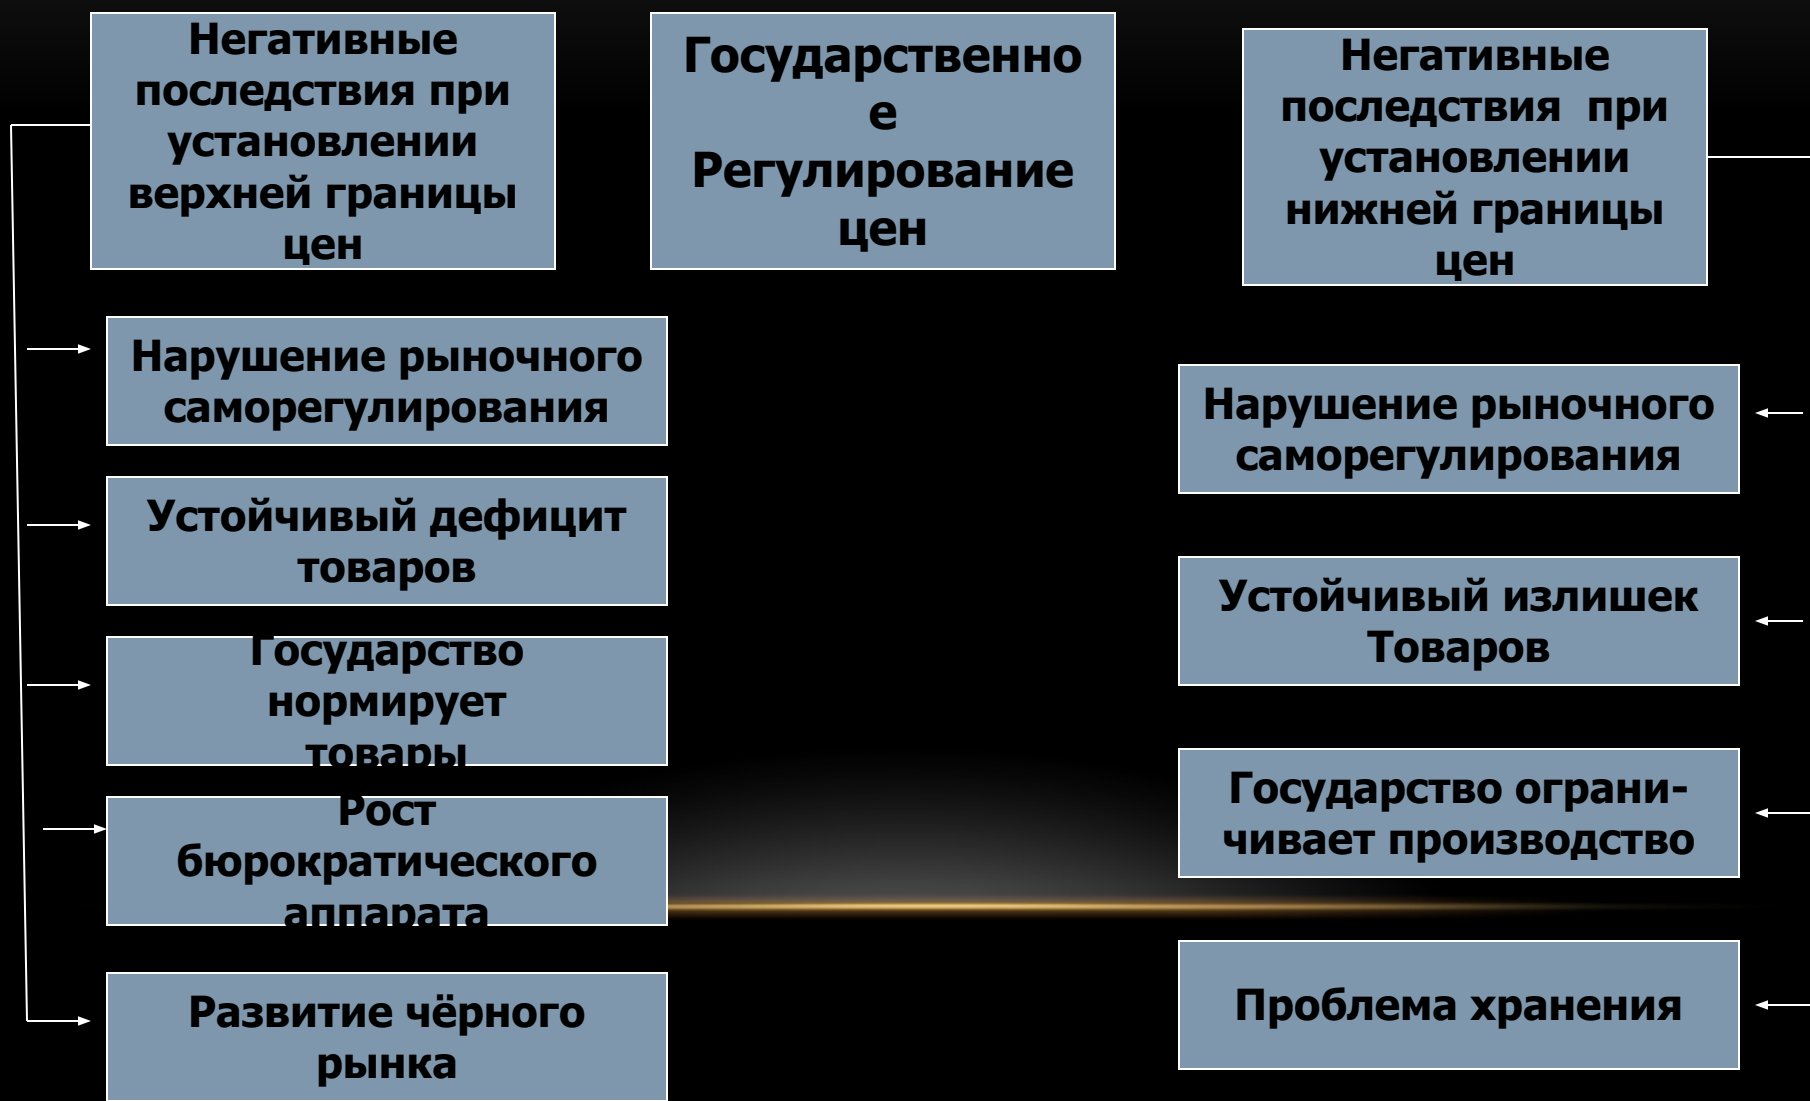 Негативные
последствия при
установлении
верхней границы
цен
Государственно
е
Регулирование
цен
Негативные
последствия при
установлении
нижней границы
цен
Нарушение рыночного
саморегулирования
Устойчивый дефицит
товаров
Государство
нормирует
товары
Рост
бюрократического
аппарата
Развитие чёрного
рынка
Нарушение рыночного
саморегулирования
Устойчивый излишек
Товаров
Государство ограни-
чивает производство
Проблема хранения